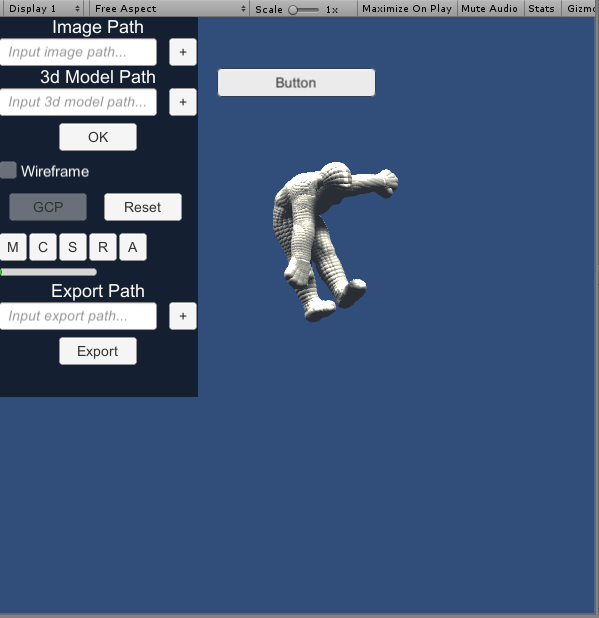 Display 1 Free Aspect Scale 1x Maximize On Play Mute Audio Stats
Image Path
Input image path... +
3d Model Path
Input 3d model path... +
Button
OK
Wireframe
GCP Reset
M C S R A
Export Path
Input export path... +
Export